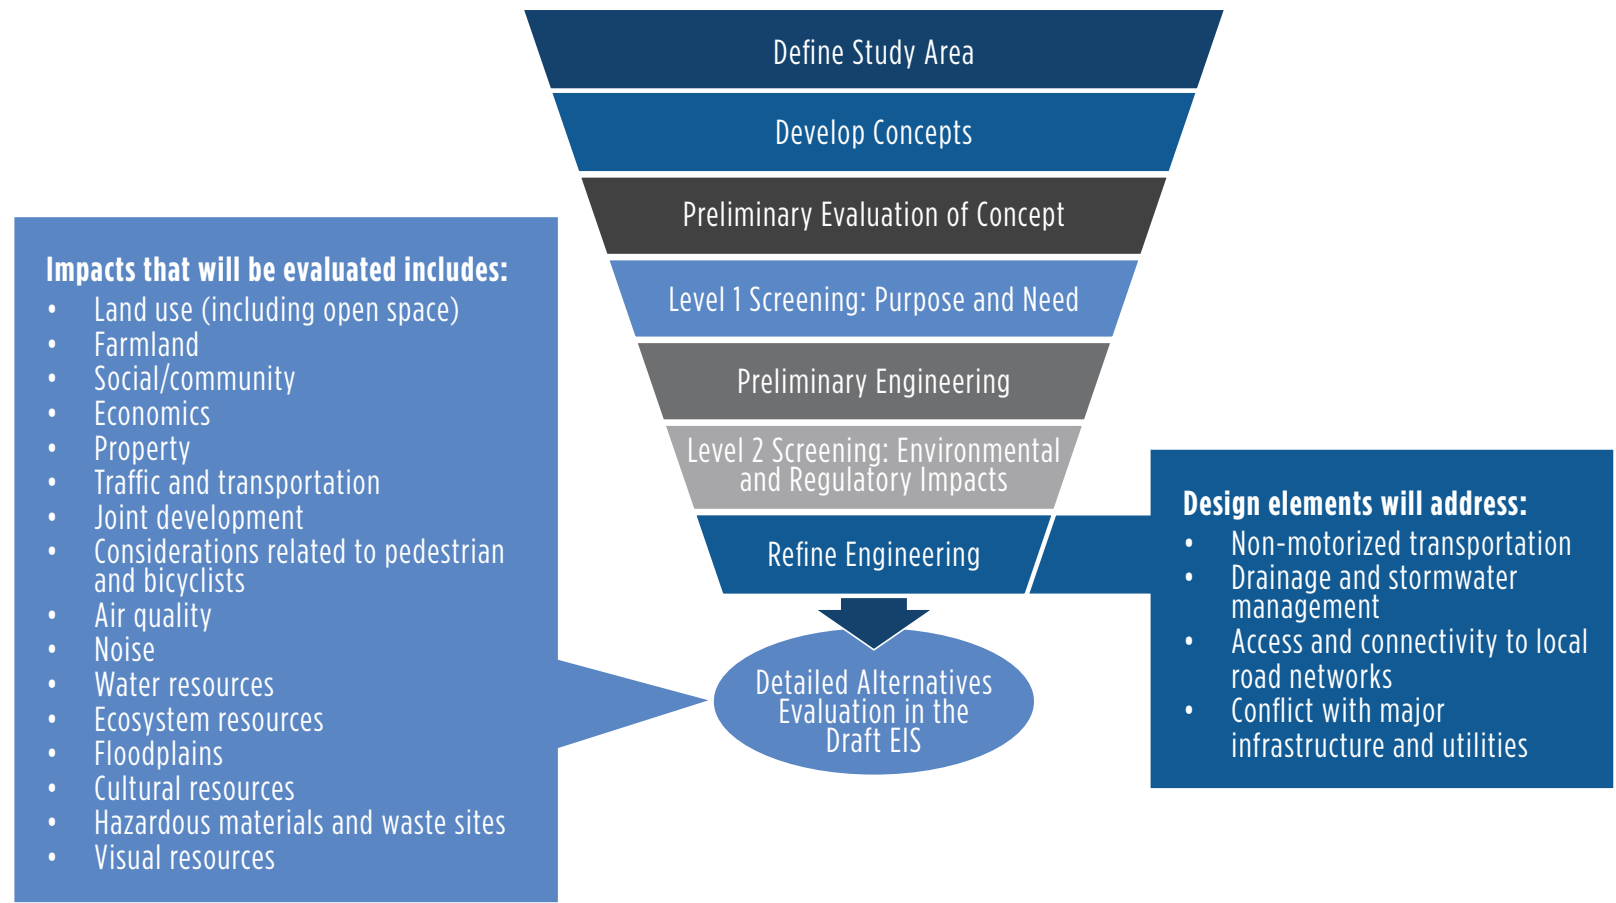 Define Study Area
Develop Concepts
Preliminary Evaluation of Concept
Level 1 Screening: Purpose and Need
Preliminary Engineering
Level 2 Screening: Environmental
and Regulatory Impacts
Refine Engineering
Detailed Alternatives
Evaluation in the
Draft EIS
Impacts that will be evaluated includes:
• Land use (including open space)
• Farmland
• Social/community
• Economics
• Property
• Traffic and transportation
• Joint development
• Considerations related to pedestrian
and bicyclists
• Air quality
• Noise
• Water resources
• Ecosystem resources
• Floodplains
• Cultural resources
• Hazardous materials and waste sites
• Visual resources
Design elements will address:
• Non-motorized transportation
• Drainage and stormwater
management
• Access and connectivity to local
road networks
• Conflict with major
infrastructure and utilities